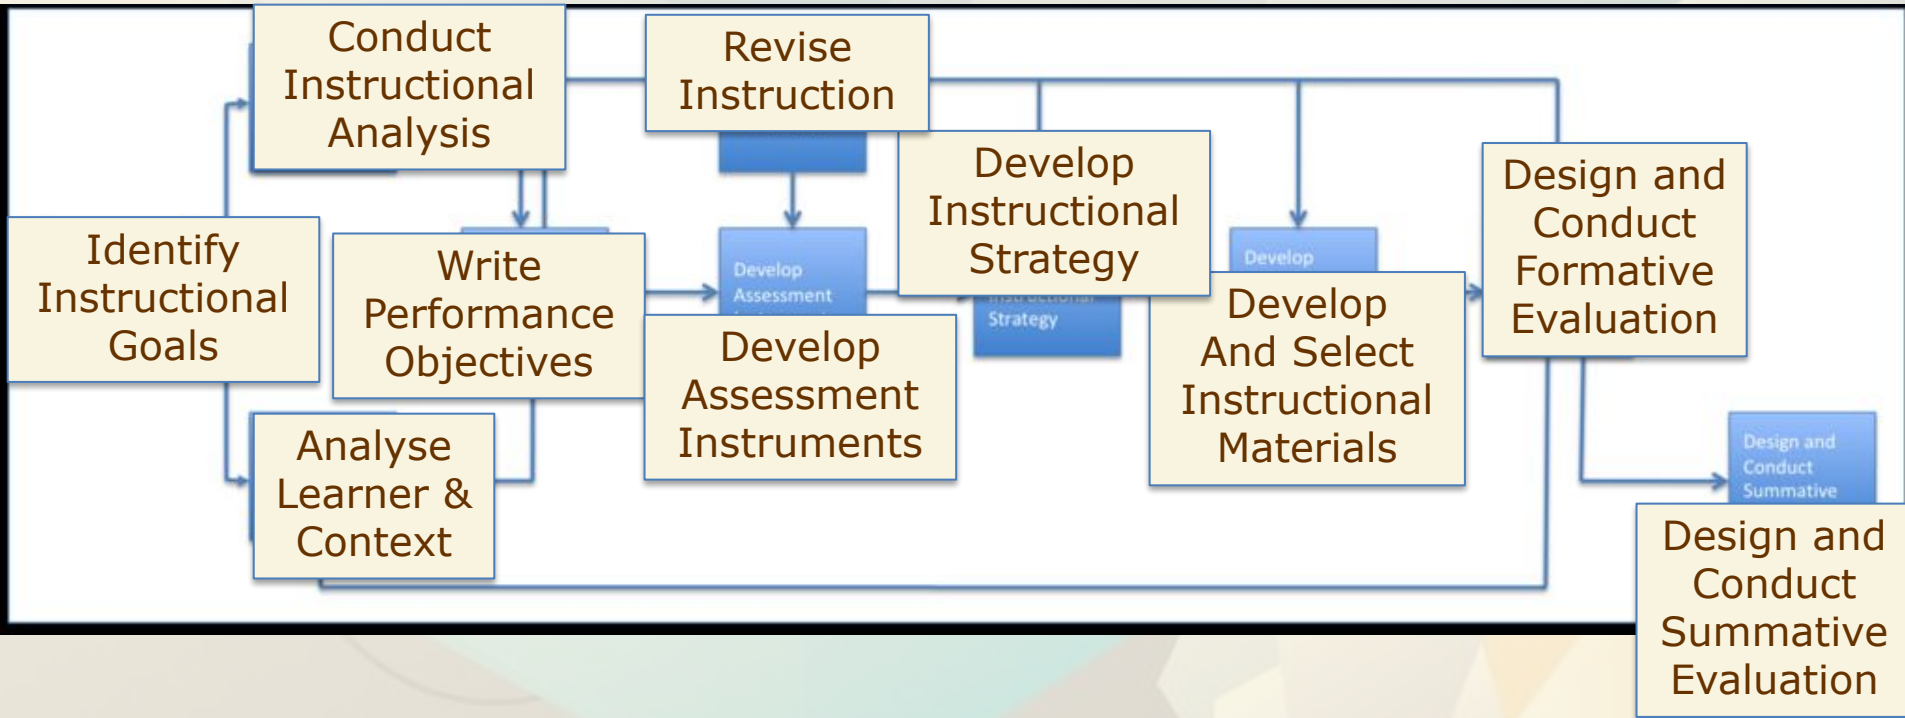 Conduct
Instructional
Analysis
Revise
Instruction
Develop
Instructional
Strategy
Design and
Conduct
Formative
Evaluation
Identify
Instructional
Goals
Write
Performance
Objectives
Develop
Assessment
Develop
Assessment
Instruments
Instructional
Strategy
Develop
Develop
And Select
Instructional
Materials
Analyse
Learner &
Context
Design and
Conduct
Summative
Design and
Conduct
Summative
Evaluation